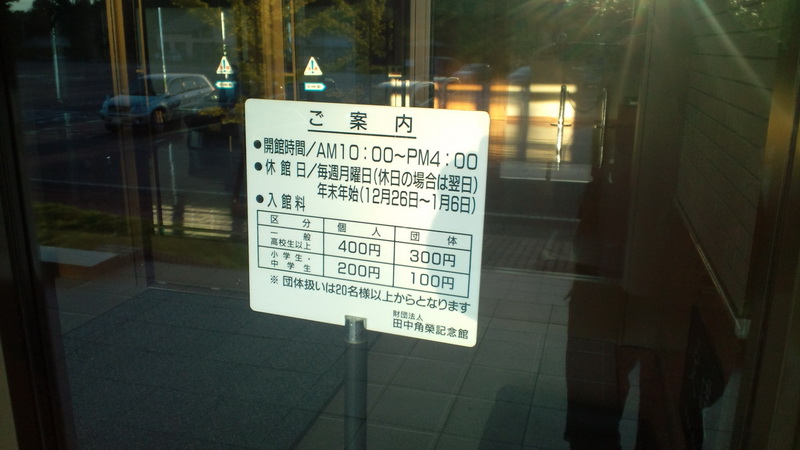 ご案内
●開館時間/AM10:00～PM4:00
●休館日/毎週月曜日(休日の場合は翌日)
年末年始(12月26日～1月6日)
●入館料
区分 個人 団体
一般
高校生以上 400円 300円
小学生・
中学生 200円 100円
※団体扱いは20名様以上からとなります
財団法人
田中角榮記念館